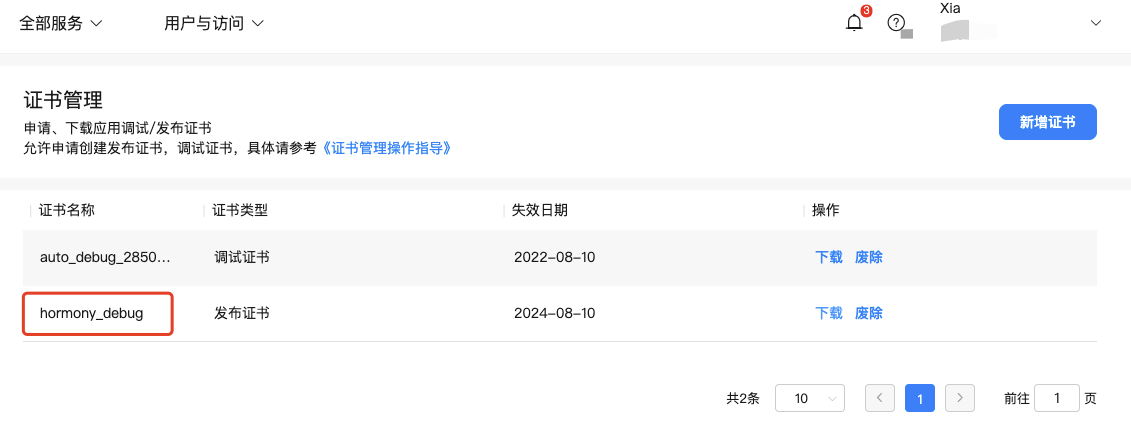 全部服务 用户与访问 3 ? Xia
证书管理
申请、下载应用调试/发布证书
允许申请创建发布证书，调试证书，具体请参考《证书管理操作指导》
新增证书
证书名称 证书类型 失效日期 操作
auto_debug_2850... 调试证书 2022-08-10 下载 废除
hormony_debug 发布证书 2024-08-10 下载 废除
共2条 10 1 前往 1 页